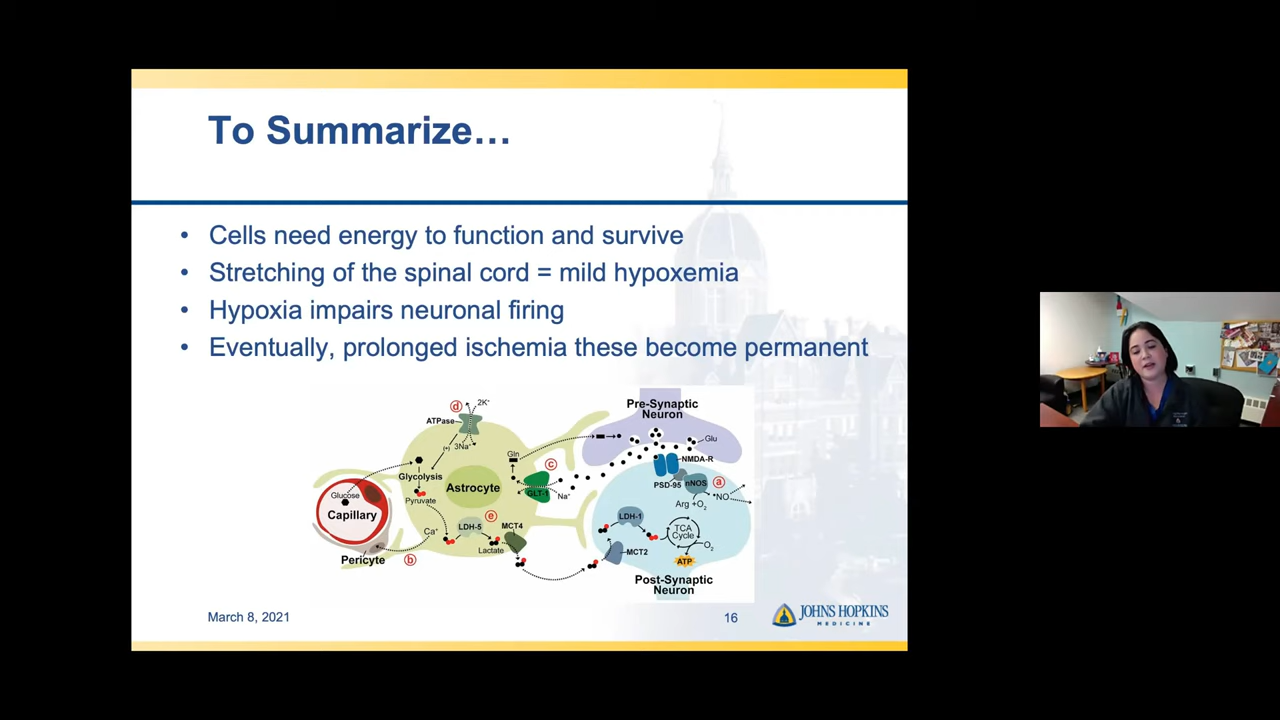 To Summarize…
• Cells need energy to function and survive
• Stretching of the spinal cord = mild hypoxemia
• Hypoxia impairs neuronal firing
• Eventually, prolonged ischemia these become permanent
Pre-Synaptic
Neuron
d
2K⁺
ATPase
(+)
3Na⁺
Gln
Glu
NMDA-R
Glycolysis
c
PSD-95
nNOS
a
Astrocyte
GLT-1
Na⁺
•NO
Glucose
Pyruvate
Arg +O₂
Capillary
LDH-5
e
MCT4
LDH-1
TCA
Cycle
Ca⁺
Lactate
O₂
MCT2
Pericyte
b
ATP
Post-Synaptic
Neuron
March 8, 2021
16
JOHNS HOPKINS
MEDICINE